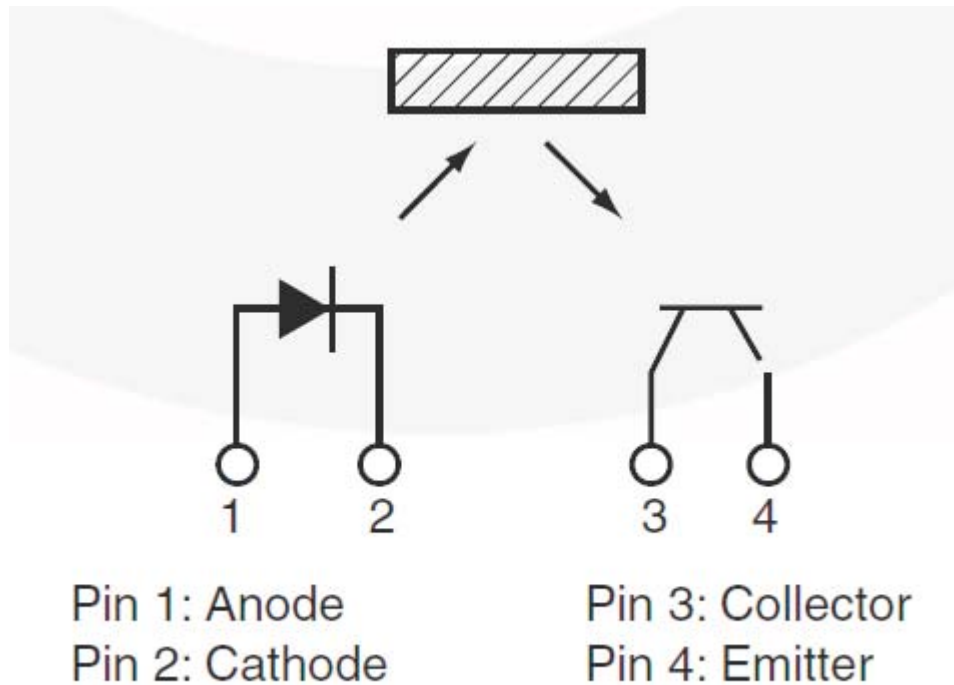 1 2 3 4
Pin 1: Anode
Pin 2: Cathode
Pin 3: Collector
Pin 4: Emitter